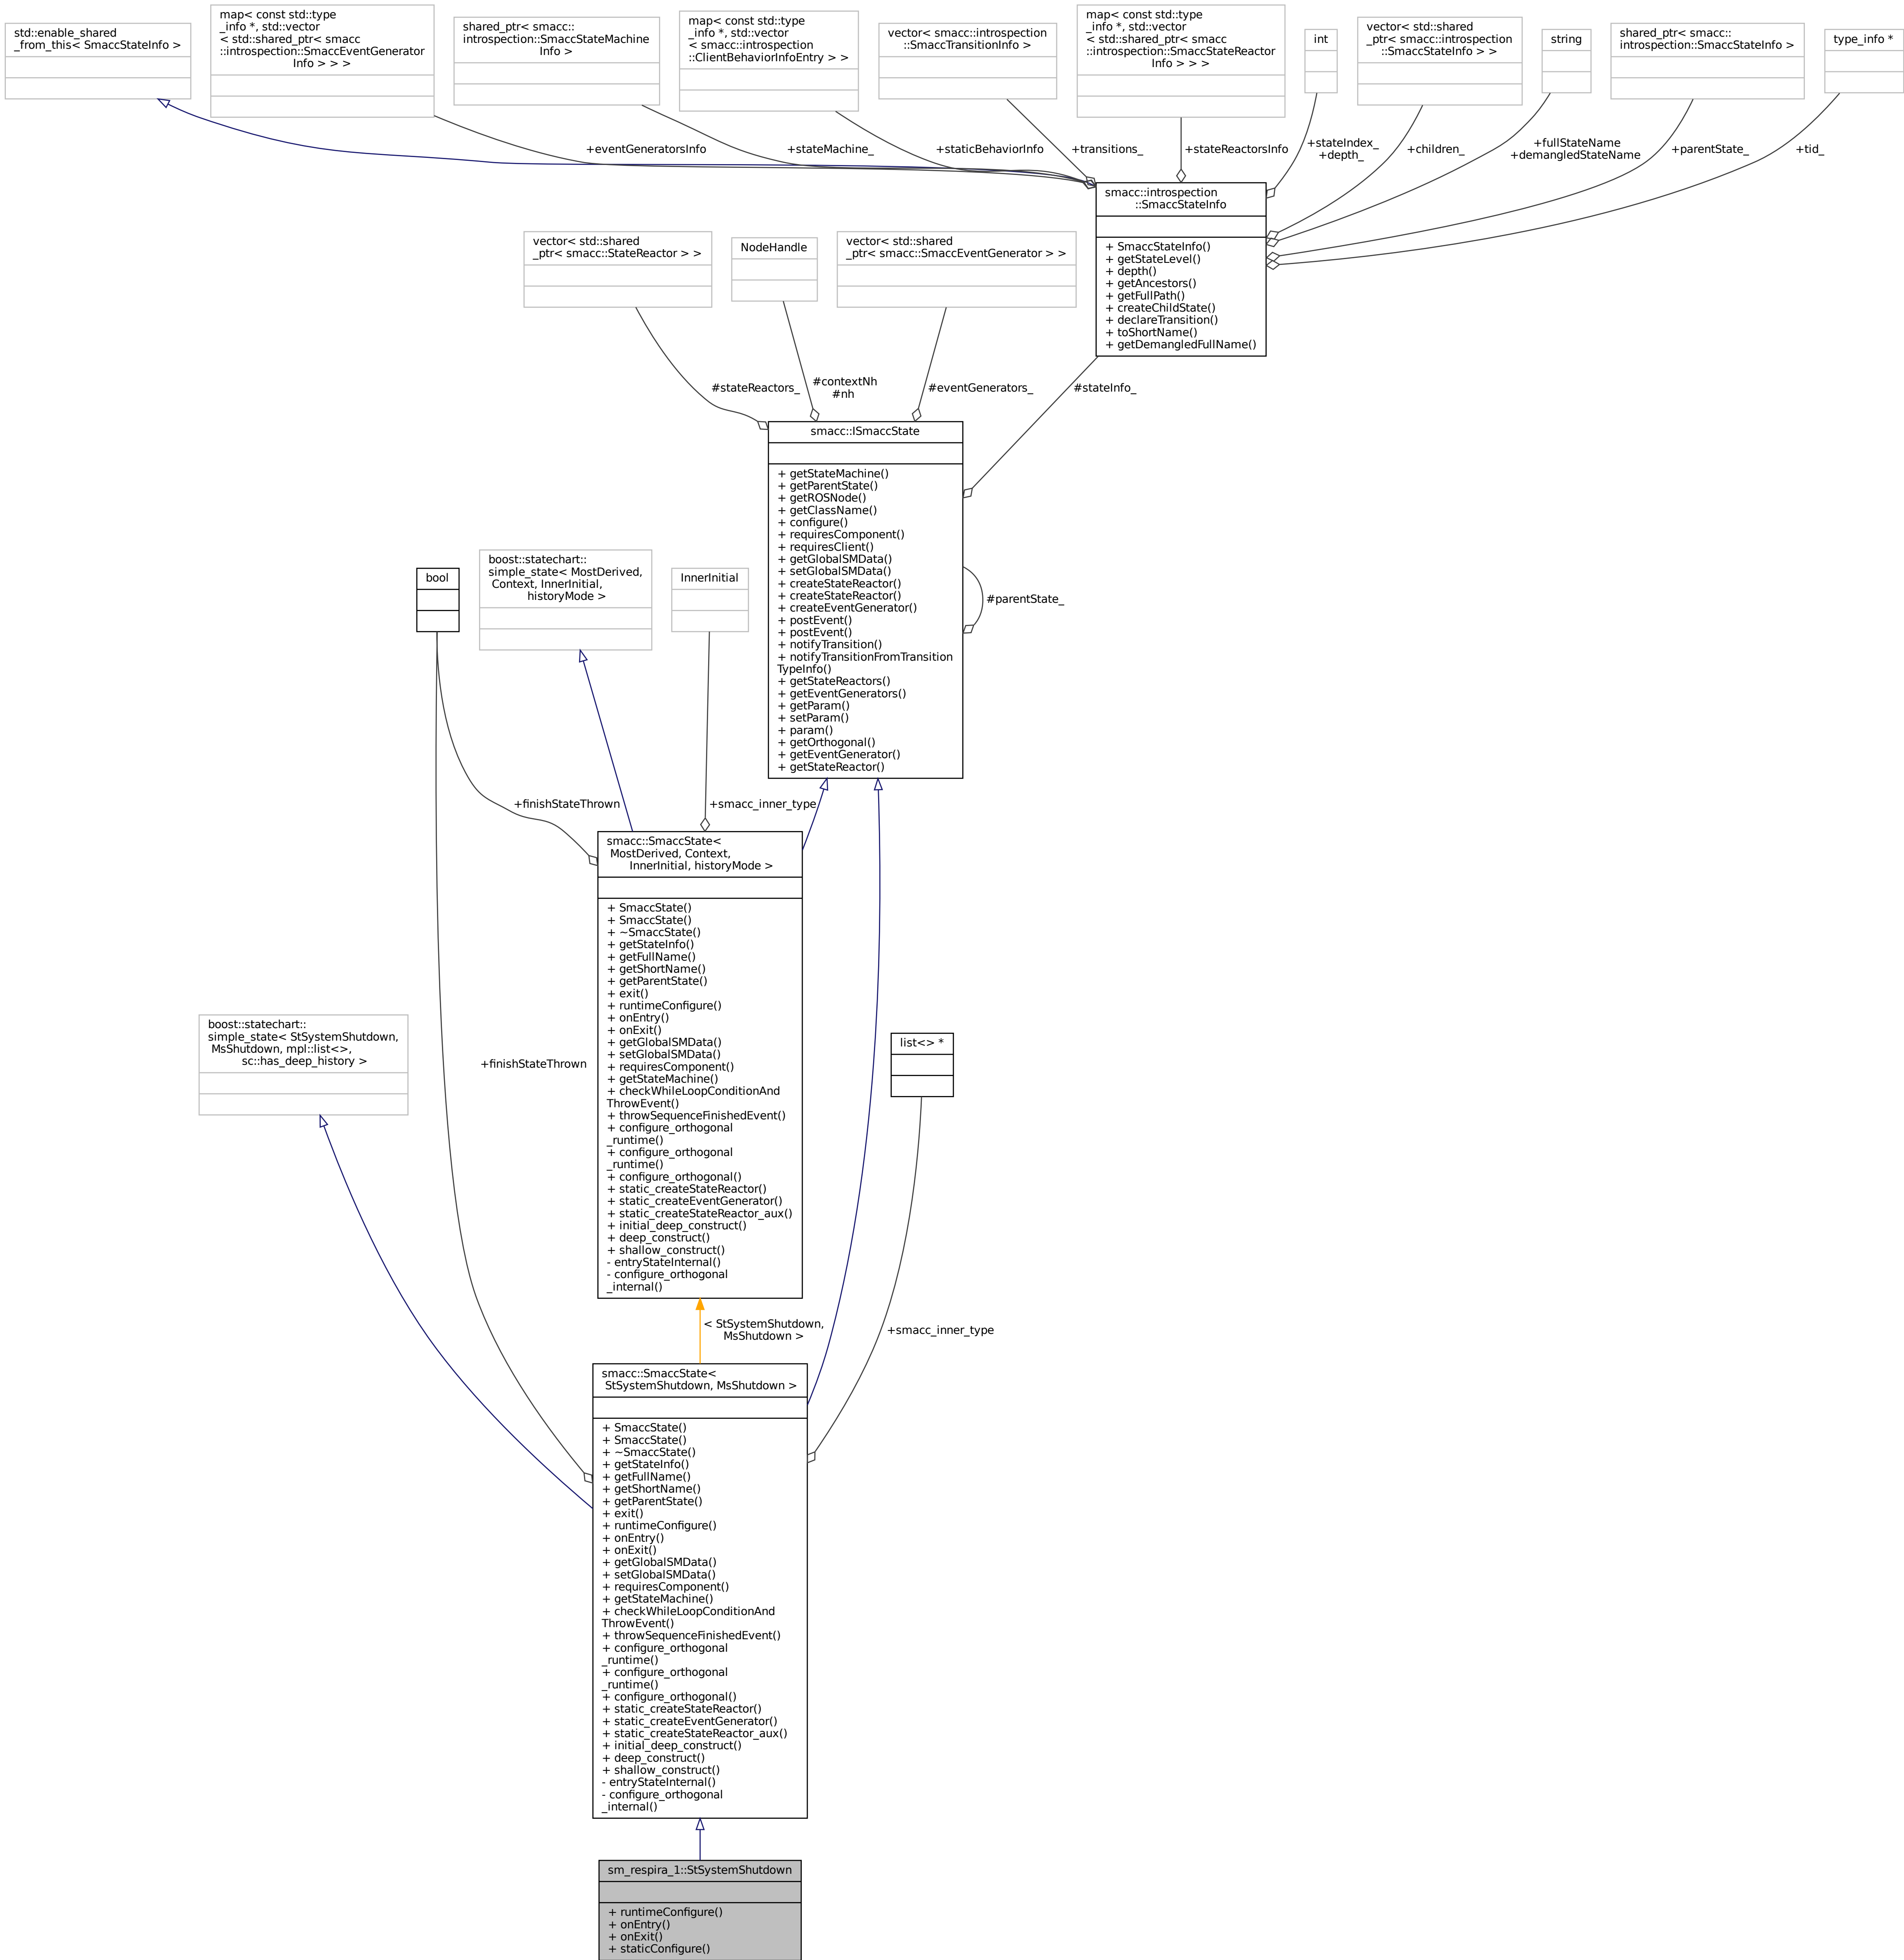 std::enable_shared
_from_this< SmaccStateInfo >
map< const std::type
_info *, std::vector
< std::shared_ptr< smacc
::introspection::SmaccEventGenerator
Info > > >
shared_ptr< smacc::
introspection::SmaccStateMachine
Info >
map< const std::type
_info *, std::vector
< smacc::introspection
::ClientBehaviorInfoEntry > >
vector< smacc::introspection
::SmaccTransitionInfo >
map< const std::type
_info *, std::vector
< std::shared_ptr< smacc
::introspection::SmaccStateReactor
Info > > >
int
vector< std::shared
_ptr< smacc::introspection
::SmaccStateInfo > >
string
shared_ptr< smacc::
introspection::SmaccStateInfo >
type_info *
+eventGeneratorsInfo
+stateMachine_
+staticBehaviorInfo
+transitions_
+stateReactorsInfo
+stateIndex_
+depth_
+children_
+fullStateName
+demangledStateName
+parentState_
+tid_
smacc::introspection
::SmaccStateInfo
+ SmaccStateInfo()
+ getStateLevel()
+ depth()
+ getAncestors()
+ getFullPath()
+ createChildState()
+ declareTransition()
+ toShortName()
+ getDemangledFullName()
vector< std::shared
_ptr< smacc::StateReactor > >
NodeHandle
vector< std::shared
_ptr< smacc::SmaccEventGenerator > >
#stateReactors_
#contextNh
#nh
#eventGenerators_
#stateInfo_
smacc::ISmaccState
+ getStateMachine()
+ getParentState()
+ getROSNode()
+ getClassName()
+ configure()
+ requiresComponent()
+ requiresClient()
+ getGlobalSMData()
+ setGlobalSMData()
+ createStateReactor()
+ createStateReactor()
+ createEventGenerator()
+ postEvent()
+ postEvent()
+ notifyTransition()
+ notifyTransitionFromTransition
TypeInfo()
+ getStateReactors()
+ getEventGenerators()
+ getParam()
+ setParam()
+ param()
+ getOrthogonal()
+ getEventGenerator()
+ getStateReactor()
#parentState_
bool
boost::statechart::
simple_state< MostDerived,
Context, InnerInitial,
historyMode >
InnerInitial
+finishStateThrown
+smacc_inner_type
smacc::SmaccState<
MostDerived, Context,
InnerInitial, historyMode >
+ SmaccState()
+ SmaccState()
+ ~SmaccState()
+ getStateInfo()
+ getFullName()
+ getShortName()
+ getParentState()
+ exit()
+ runtimeConfigure()
+ onEntry()
+ onExit()
+ getGlobalSMData()
+ setGlobalSMData()
+ requiresComponent()
+ getStateMachine()
+ checkWhileLoopConditionAnd
ThrowEvent()
+ throwSequenceFinishedEvent()
+ configure_orthogonal
_runtime()
+ configure_orthogonal
_runtime()
+ configure_orthogonal()
+ static_createStateReactor()
+ static_createEventGenerator()
+ static_createStateReactor_aux()
+ initial_deep_construct()
+ deep_construct()
+ shallow_construct()
- entryStateInternal()
- configure_orthogonal
_internal()
boost::statechart::
simple_state< StSystemShutdown,
MsShutdown, mpl::list<>,
sc::has_deep_history >
+finishStateThrown
list<> *
< StSystemShutdown,
MsShutdown >
+smacc_inner_type
smacc::SmaccState<
StSystemShutdown, MsShutdown >
+ SmaccState()
+ SmaccState()
+ ~SmaccState()
+ getStateInfo()
+ getFullName()
+ getShortName()
+ getParentState()
+ exit()
+ runtimeConfigure()
+ onEntry()
+ onExit()
+ getGlobalSMData()
+ setGlobalSMData()
+ requiresComponent()
+ getStateMachine()
+ checkWhileLoopConditionAnd
ThrowEvent()
+ throwSequenceFinishedEvent()
+ configure_orthogonal
_runtime()
+ configure_orthogonal
_runtime()
+ configure_orthogonal()
+ static_createStateReactor()
+ static_createEventGenerator()
+ static_createStateReactor_aux()
+ initial_deep_construct()
+ deep_construct()
+ shallow_construct()
- entryStateInternal()
- configure_orthogonal
_internal()
sm_respira_1::StSystemShutdown
+ runtimeConfigure()
+ onEntry()
+ onExit()
+ staticConfigure()